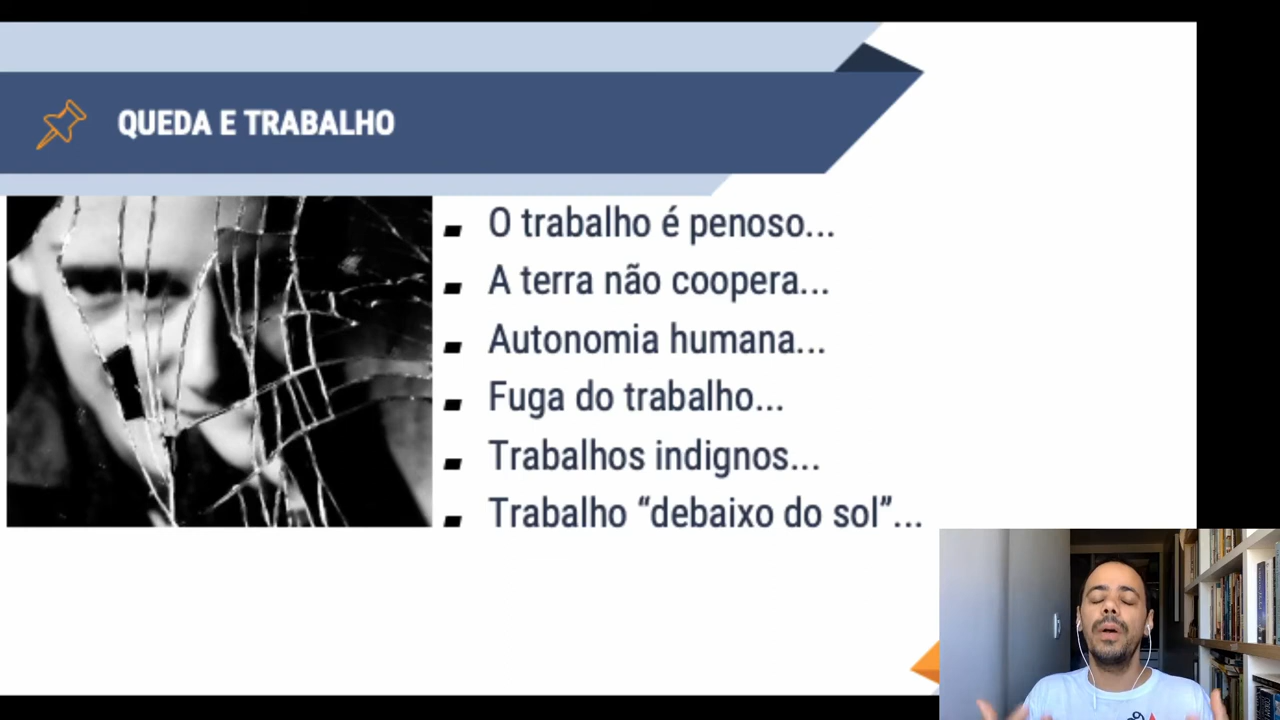 QUEDA E TRABALHO
O trabalho é penoso...
A terra não coopera...
Autonomia humana...
Fuga do trabalho...
Trabalhos indignos...
Trabalho “debaixo do sol”...